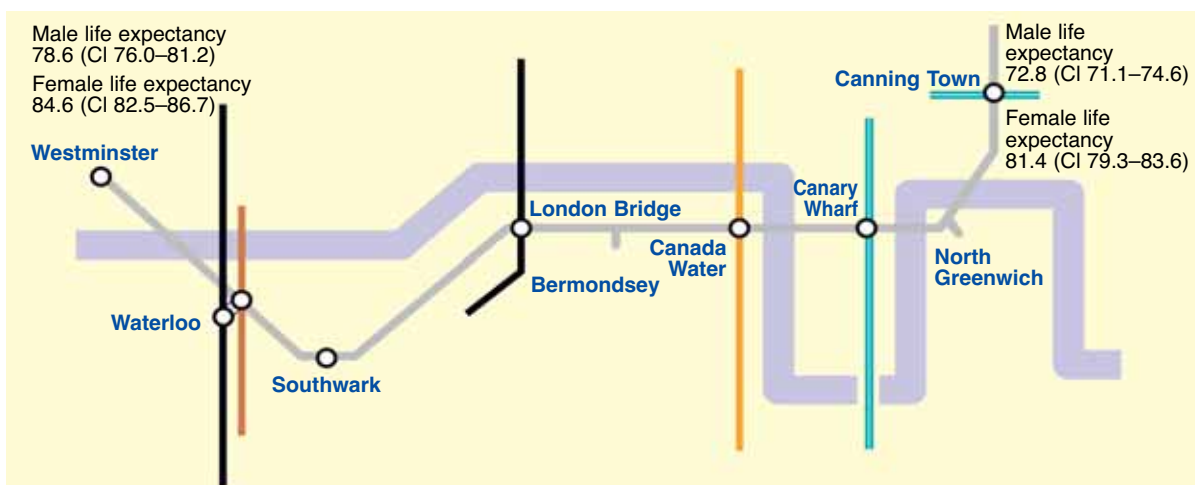 Male life expectancy
78.6 (CI 76.0–81.2)
Female life expectancy
84.6 (CI 82.5–86.7)
Westminster
Waterloo
Southwark
London Bridge
Bermondsey
Canada
Water
Canary
Wharf
North
Greenwich
Canning Town
Male life
expectancy
72.8 (CI 71.1–74.6)
Female life
expectancy
81.4 (CI 79.3–83.6)